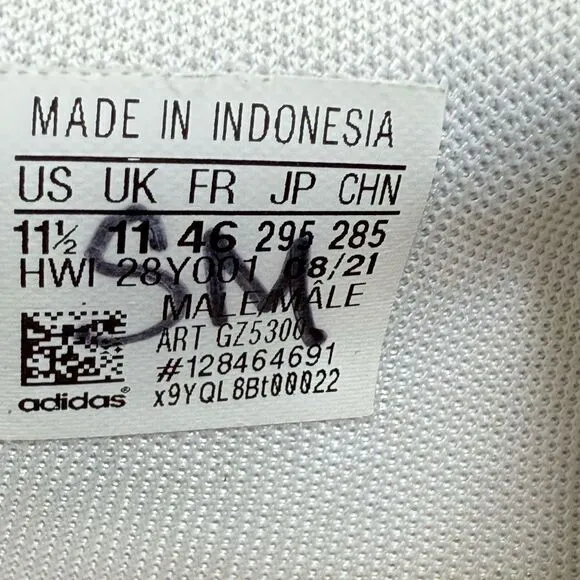 MADE IN INDONESIA
US UK FR JP CHN
11½ 11 46 295 285
HWI 28Y001 08/21
MALE/MÂLE
ART GZ5300
#128464691
x9YQL8Bt00022
adidas
SM